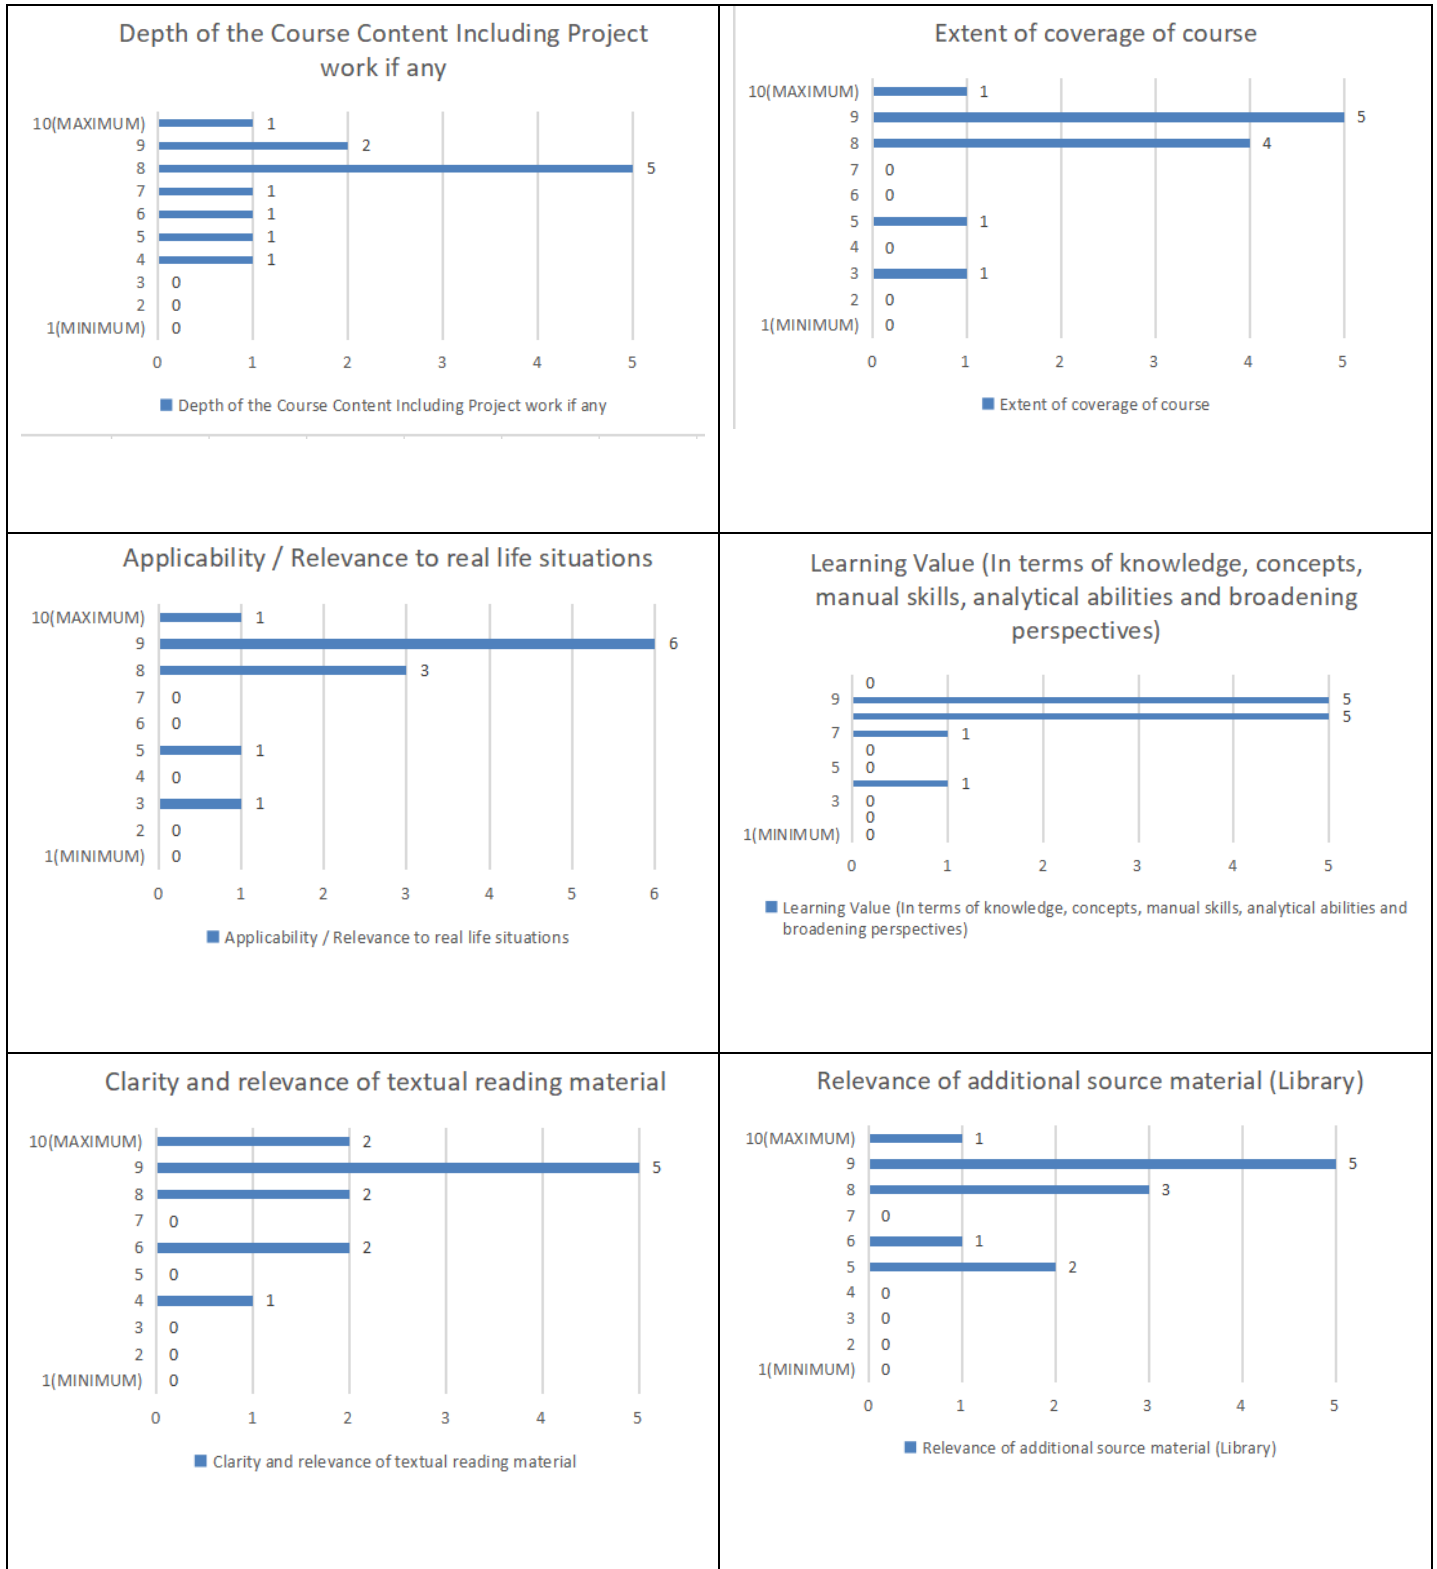 Depth of the Course Content Including Project
work if any
10(MAXIMUM) 1
9 2
8 5
7 1
6 1
5 1
4 1
3 0
2 0
1(MINIMUM) 0
0 1 2 3 4 5
Depth of the Course Content Including Project work if any
Extent of coverage of course
10(MAXIMUM) 1
9 5
8 4
7 0
6 0
5 1
4 0
3 1
2 0
1(MINIMUM) 0
0 1 2 3 4 5
Extent of coverage of course
Applicability / Relevance to real life situations
10(MAXIMUM) 1
9 6
8 3
7 0
6 0
5 1
4 0
3 1
2 0
1(MINIMUM) 0
0 1 2 3 4 5 6
Applicability / Relevance to real life situations
Learning Value (In terms of knowledge, concepts,
manual skills, analytical abilities and broadening
perspectives)
0
9 5
5
7 1
0
5 0
1
3 0
0
1(MINIMUM) 0
0 1 2 3 4 5
Learning Value (In terms of knowledge, concepts, manual skills, analytical abilities and
broadening perspectives)
Clarity and relevance of textual reading material
10(MAXIMUM) 2
9 5
8 2
7 0
6 2
5 0
4 1
3 0
2 0
1(MINIMUM) 0
0 1 2 3 4 5
Clarity and relevance of textual reading material
Relevance of additional source material (Library)
10(MAXIMUM) 1
9 5
8 3
7 0
6 1
5 2
4 0
3 0
2 0
1(MINIMUM) 0
0 1 2 3 4 5
Relevance of additional source material (Library)